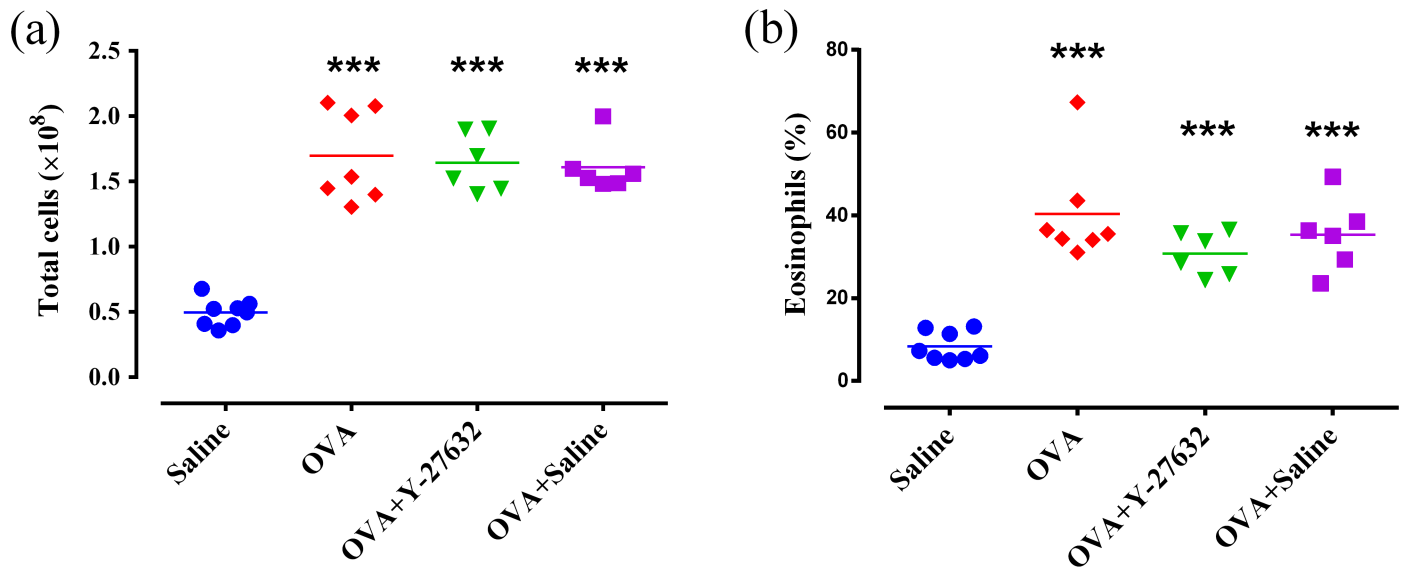 (a)
Total cells (×10⁸)
2.5
2.0
1.5
1.0
0.5
0.0
*** *** ***
Saline
OVA
OVA+Y-27632
OVA+Saline
(b)
Eosinophils (%)
80
60
40
20
0
***
*** ***
Saline
OVA
OVA+Y-27632
OVA+Saline